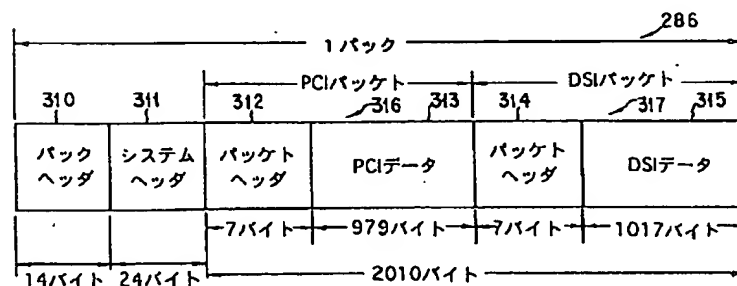 286
1パック
PCIパケット
DSIパケット
310
311
312
316
313
314
317
315
パック
ヘッダ
システム
ヘッダ
パケット
ヘッダ
PCIデータ
パケット
ヘッダ
DSIデータ
7バイト
979バイト
7バイト
1017バイト
14バイト
24バイト
2010バイト